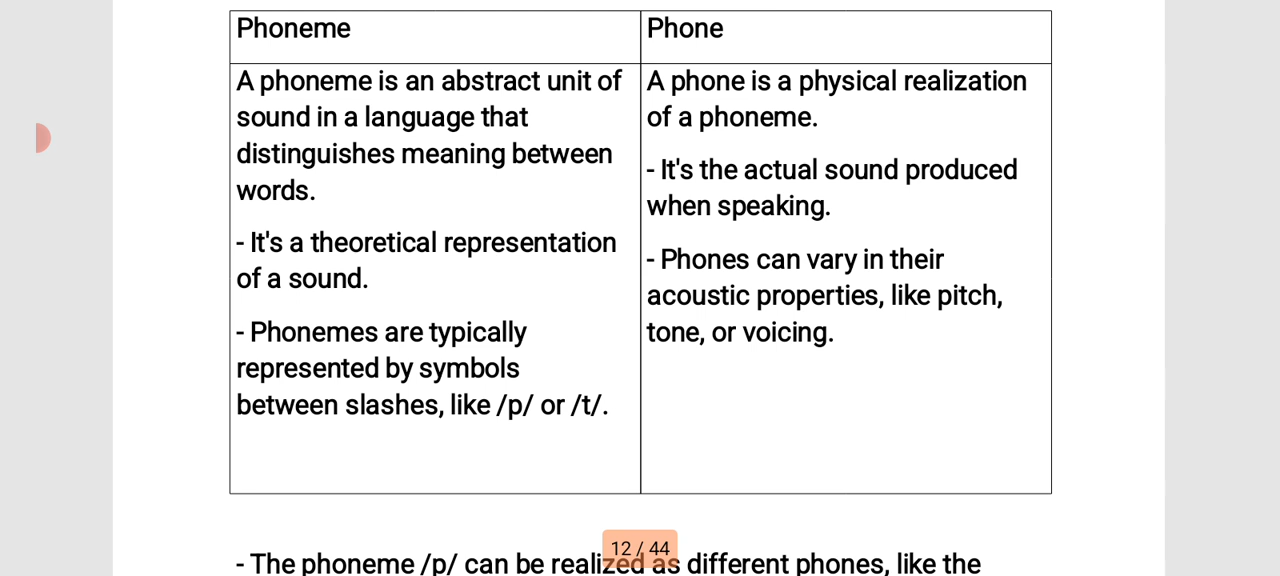 Phoneme
Phone
A phoneme is an abstract unit of
sound in a language that
distinguishes meaning between
words.
- It's a theoretical representation
of a sound.
- Phonemes are typically
represented by symbols
between slashes, like /p/ or /t/.
A phone is a physical realization
of a phoneme.
- It's the actual sound produced
when speaking.
- Phones can vary in their
acoustic properties, like pitch,
tone, or voicing.
12 / 44
- The phoneme /p/ can be realized as different phones, like the